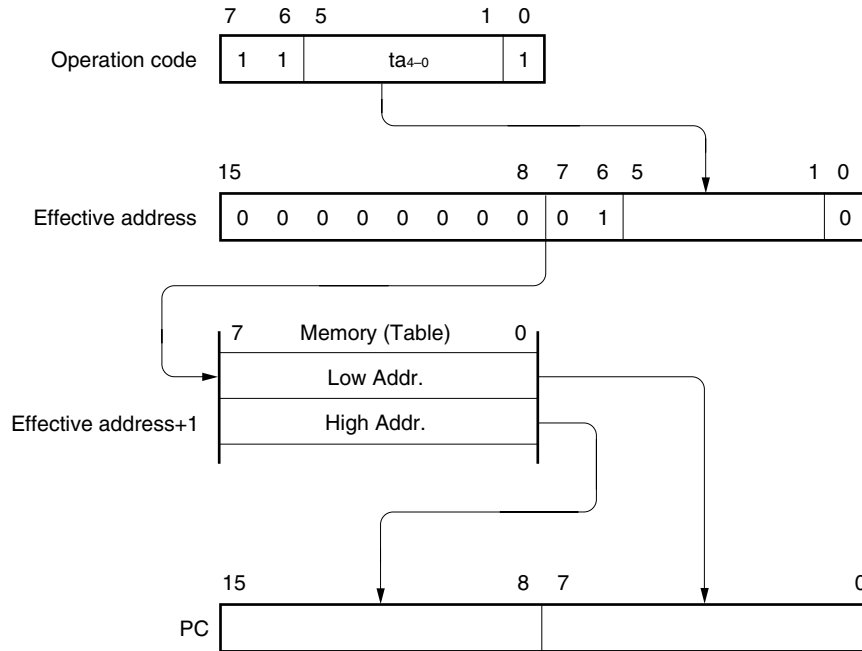 7 6 5 1 0
Operation code 1 1 ta4–0 1
15 8 7 6 5 1 0
Effective address 0 0 0 0 0 0 0 0 0 1 0
7 Memory (Table) 0
Low Addr.
Effective address+1 High Addr.
15 8 7 0
PC